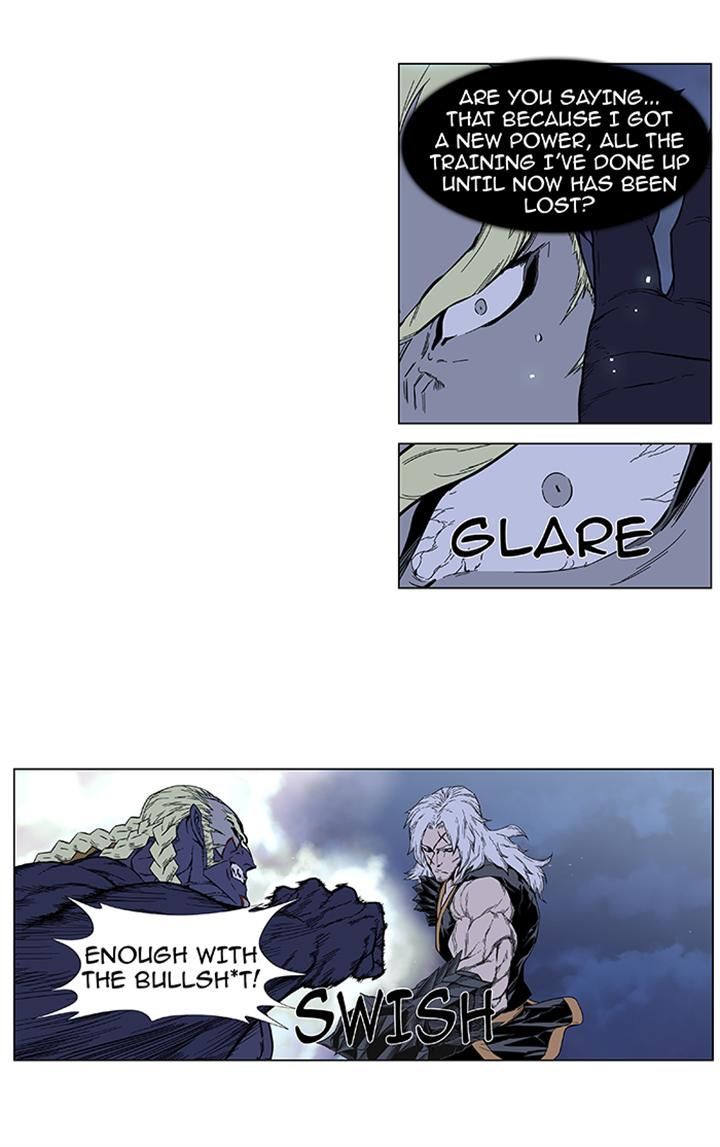 ARE YOU SAYING...
THAT BECAUSE I GOT
A NEW POWER, ALL THE
TRAINING I'VE DONE UP
UNTIL NOW HAS BEEN
LOST?
GLARE
ENOUGH WITH
THE BULLSH*T!
SWISH